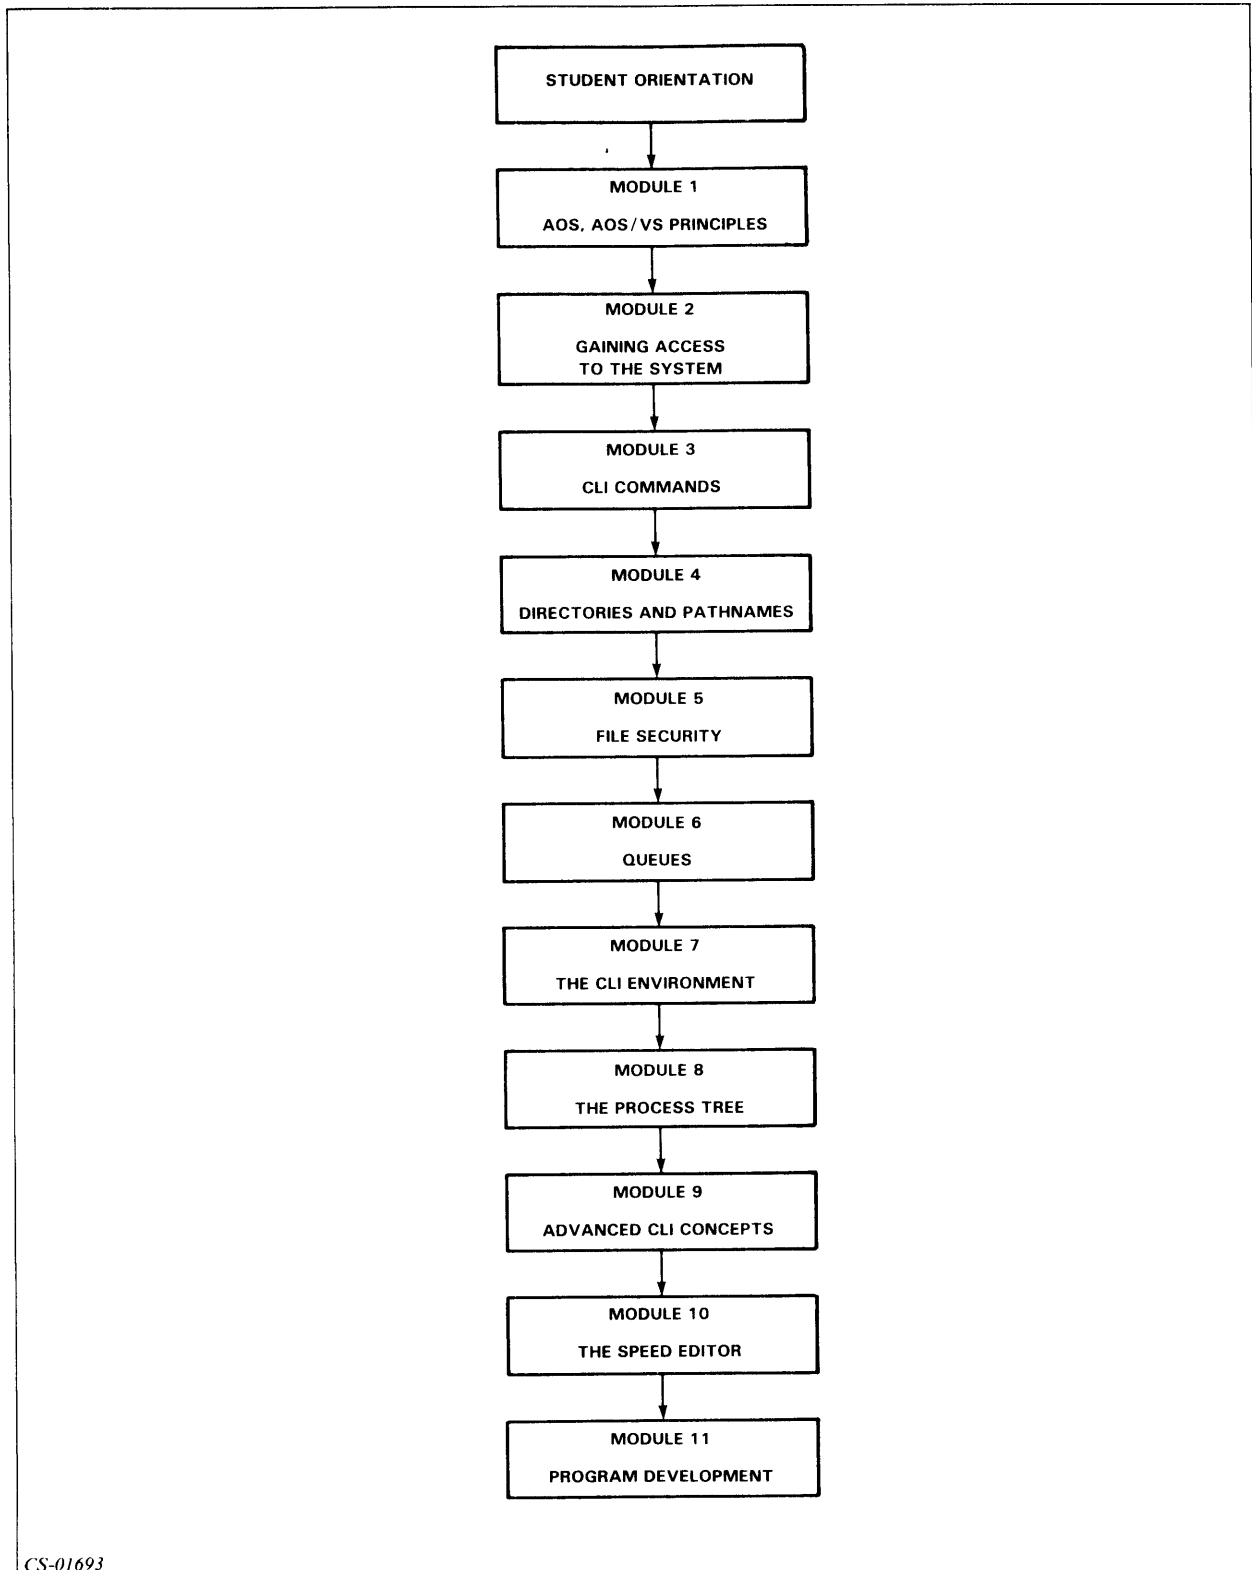 STUDENT ORIENTATION
MODULE 1
AOS, AOS/VS PRINCIPLES
MODULE 2
GAINING ACCESS
TO THE SYSTEM
MODULE 3
CLI COMMANDS
MODULE 4
DIRECTORIES AND PATHNAMES
MODULE 5
FILE SECURITY
MODULE 6
QUEUES
MODULE 7
THE CLI ENVIRONMENT
MODULE 8
THE PROCESS TREE
MODULE 9
ADVANCED CLI CONCEPTS
MODULE 10
THE SPEED EDITOR
MODULE 11
PROGRAM DEVELOPMENT
CS-01693